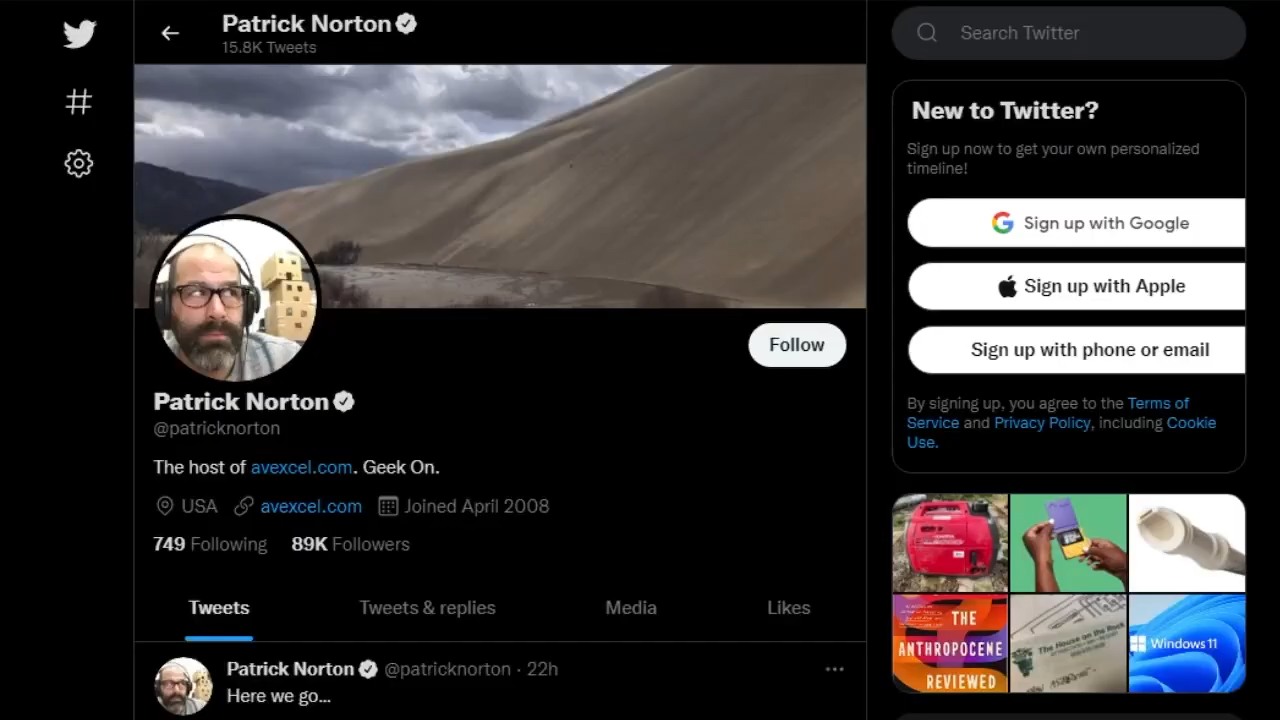 Patrick Norton
15.8K Tweets
Search Twitter
New to Twitter?
Sign up now to get your own personalized
timeline!
Sign up with Google
Sign up with Apple
Sign up with phone or email
By signing up, you agree to the Terms of
Service and Privacy Policy, including Cookie
Use.
Follow
Patrick Norton
@patricknorton
The host of avexcel.com. Geek On.
USA avexcel.com Joined April 2008
749 Following 89K Followers
Tweets Tweets & replies Media Likes
Patrick Norton @patricknorton · 22h
Here we go...
THE
ANTHROPOCENE
REVIEWED
The House on the Rock
Windows 11